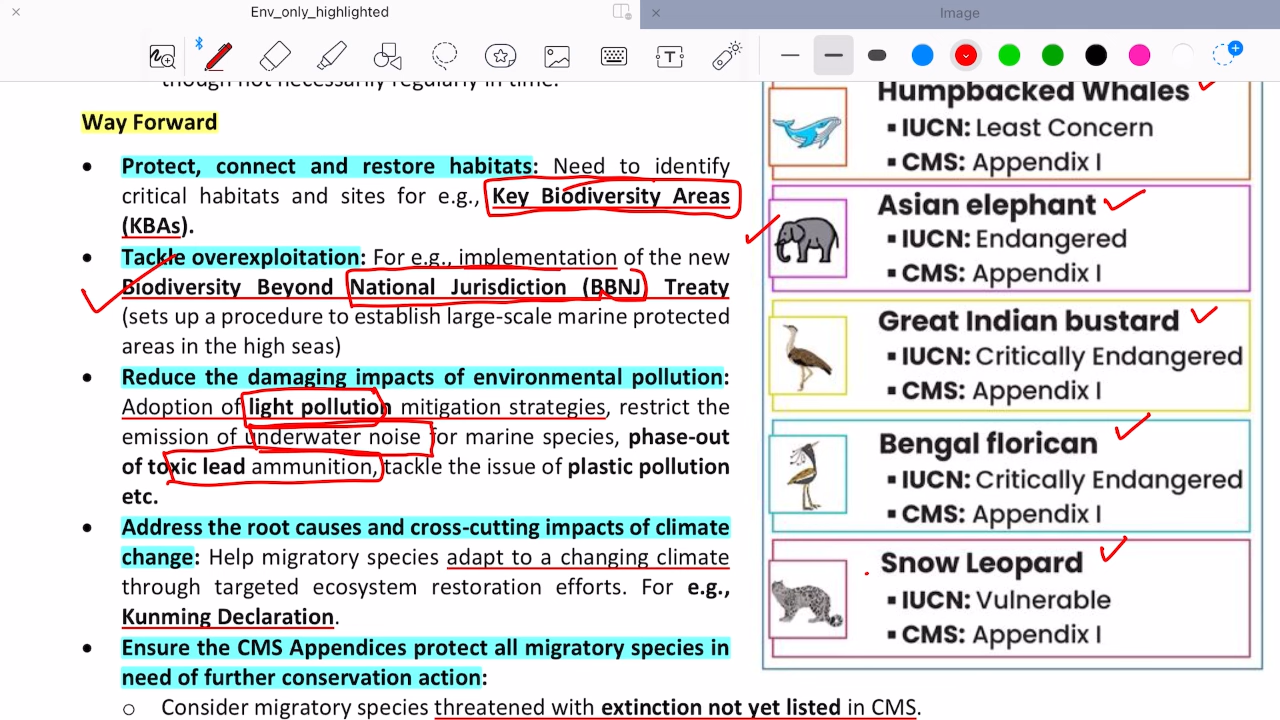 Env_only_highlighted
Image
though not necessarily regularly in time.
Way Forward
• Protect, connect and restore habitats: Need to identify
critical habitats and sites for e.g., Key Biodiversity Areas
(KBAs).
• Tackle overexploitation: For e.g., implementation of the new
Biodiversity Beyond National Jurisdiction (BBNJ) Treaty
(sets up a procedure to establish large-scale marine protected
areas in the high seas)
• Reduce the damaging impacts of environmental pollution:
Adoption of light pollution mitigation strategies, restrict the
emission of underwater noise for marine species, phase-out
of toxic lead ammunition, tackle the issue of plastic pollution
etc.
• Address the root causes and cross-cutting impacts of climate
change: Help migratory species adapt to a changing climate
through targeted ecosystem restoration efforts. For e.g.,
Kunming Declaration.
• Ensure the CMS Appendices protect all migratory species in
need of further conservation action:
o Consider migratory species threatened with extinction not yet listed in CMS.
Humpbacked Whales
▪ IUCN: Least Concern
▪ CMS: Appendix I
Asian elephant
▪ IUCN: Endangered
▪ CMS: Appendix I
Great Indian bustard
▪ IUCN: Critically Endangered
▪ CMS: Appendix I
Bengal florican
▪ IUCN: Critically Endangered
▪ CMS: Appendix I
Snow Leopard
▪ IUCN: Vulnerable
▪ CMS: Appendix I